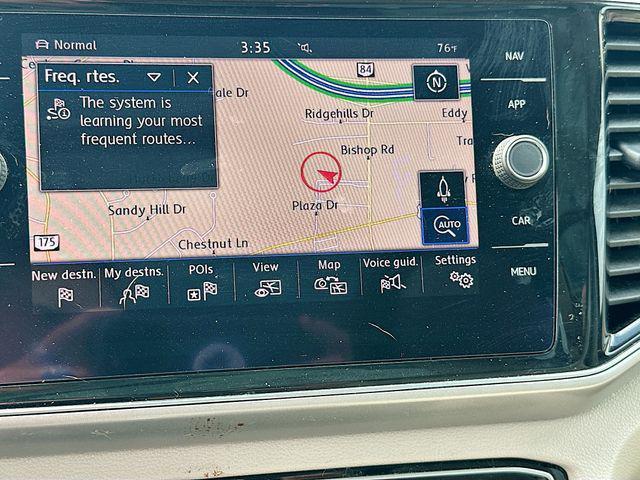 Normal
3:35
76°F
NAV
Freq. rtes.
The system is
learning your most
frequent routes...
ale Dr
84
N
APP
Ridgehills Dr
Eddy
Bishop Rd
Plaza Dr
Sandy Hill Dr
AUTO
CAR
175
Chestnut Ln
New destn.
My destns.
POIs
View
Map
Voice guid.
Settings
MENU